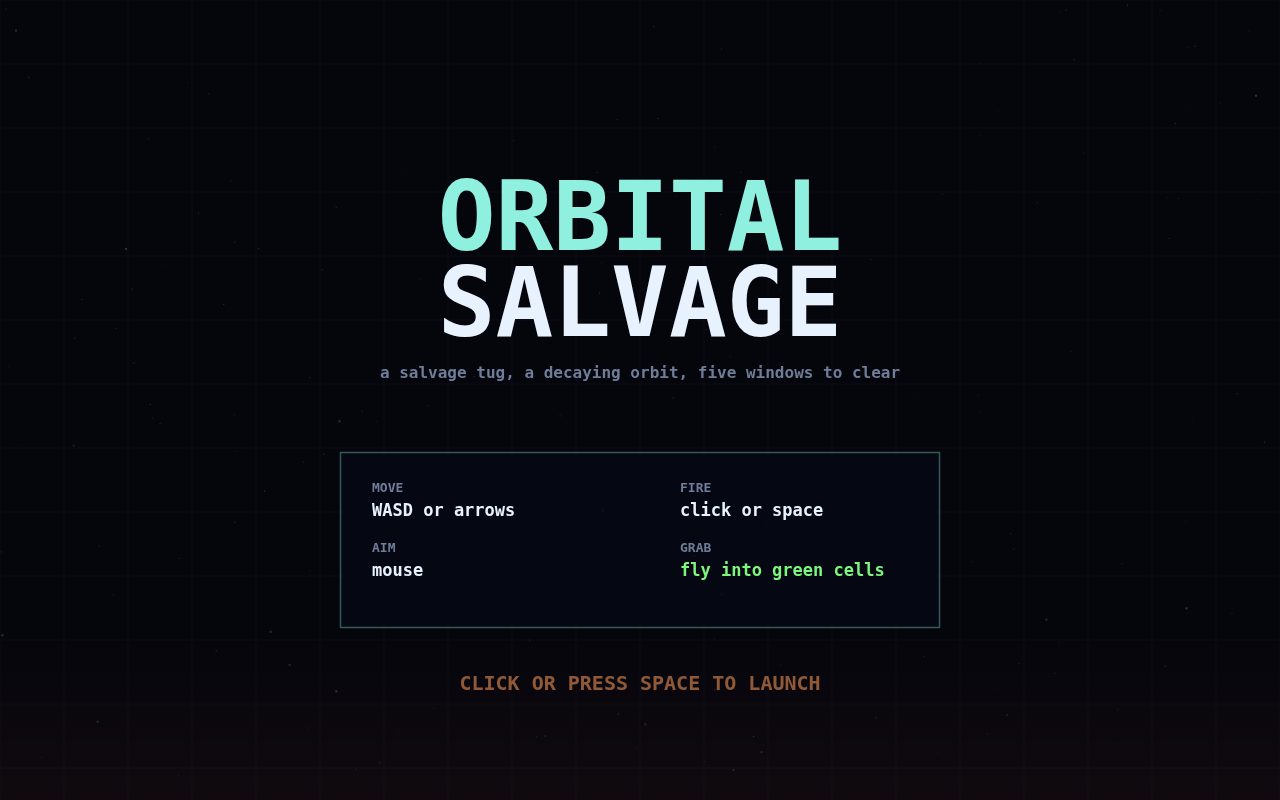 ORBITAL
SALVAGE
a salvage tug, a decaying orbit, five windows to clear
MOVE
WASD or arrows
FIRE
click or space
AIM
mouse
GRAB
fly into green cells
CLICK OR PRESS SPACE TO LAUNCH